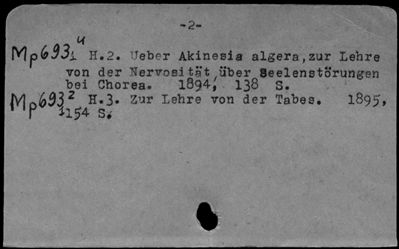 -2-
Mp693₁⁴ H.2. Ueber Akinesia algera,zur Lehre
von der Nervosität,über Seelenstörungen
bei Chorea. 1894, 138 S.
Mp693² H.3. Zur Lehre von der Tabes. 1895,
154 S.